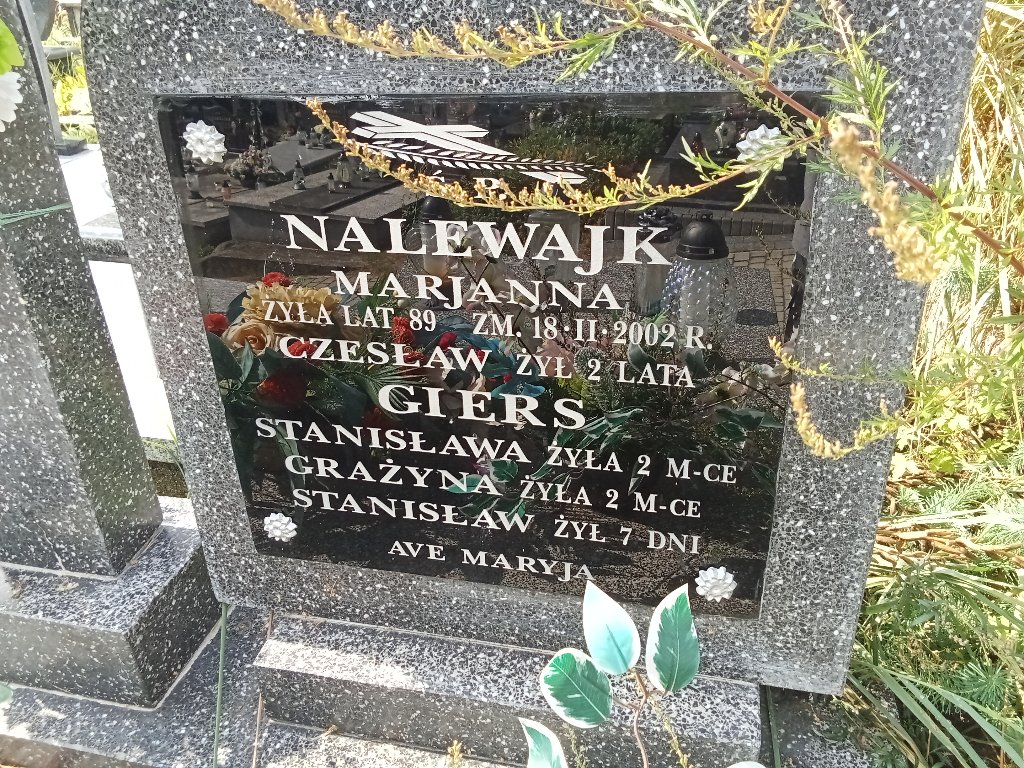 NALEWAJK
MARJANNA
ŻYŁA LAT 89 ZM. 18·II·2002 R.
CZESŁAW ŻYŁ 2 LATA
GIERS
STANISŁAWA ŻYŁA 2 M-CE
GRAŻYNA ŻYŁA 2 M-CE
STANISŁAW ŻYŁ 7 DNI
AVE MARYJA